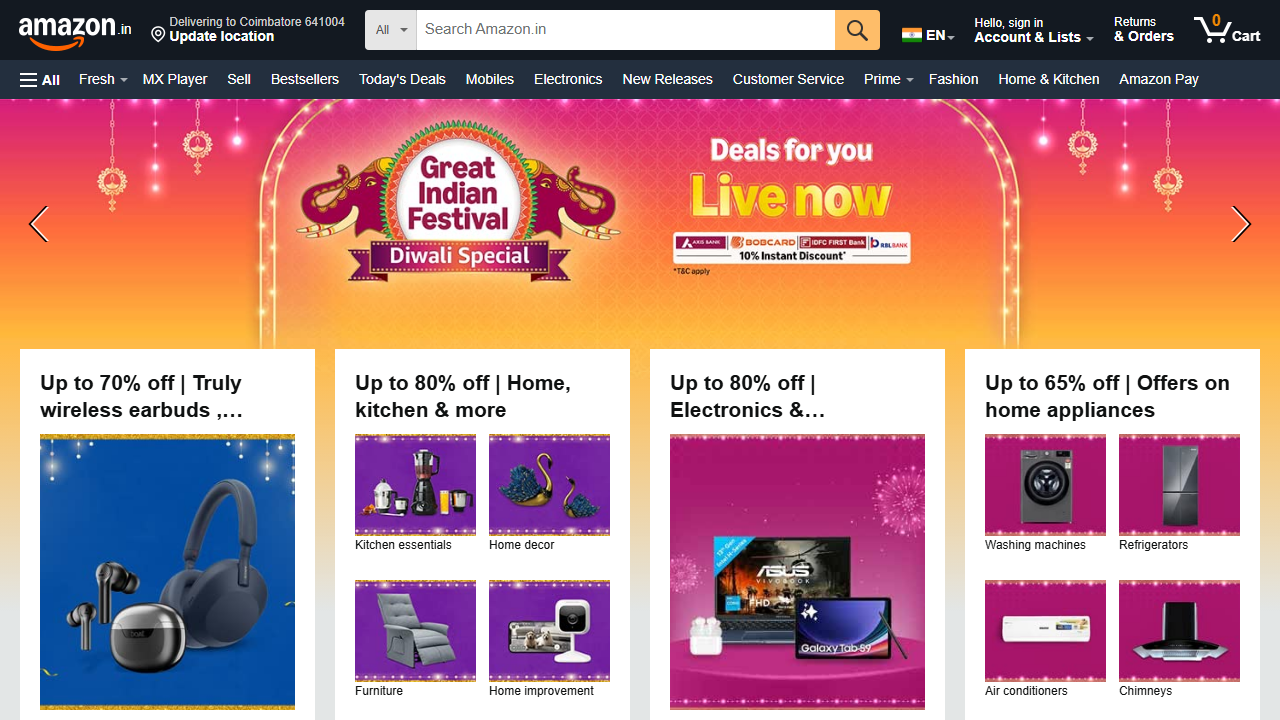 amazon.in
Delivering to Coimbatore 641004
Update location
All
Search Amazon.in
EN
Hello, sign in
Account & Lists
Returns
& Orders
0
Cart
All
Fresh
MX Player
Sell
Bestsellers
Today's Deals
Mobiles
Electronics
New Releases
Customer Service
Prime
Fashion
Home & Kitchen
Amazon Pay
Great
Indian
Festival
Diwali Special
Deals for you
Live now
AXIS BANK
BOBCARD
IDFC FIRST Bank
RBLBANK
10% Instant Discount*
*T&C apply
Up to 70% off | Truly
wireless earbuds ,…
Up to 80% off | Home,
kitchen & more
Kitchen essentials
Home decor
Furniture
Home improvement
Up to 80% off |
Electronics &…
ASUS
VIVOBOOK
FHD
Galaxy Tab S9
Up to 65% off | Offers on
home appliances
Washing machines
Refrigerators
Air conditioners
Chimneys